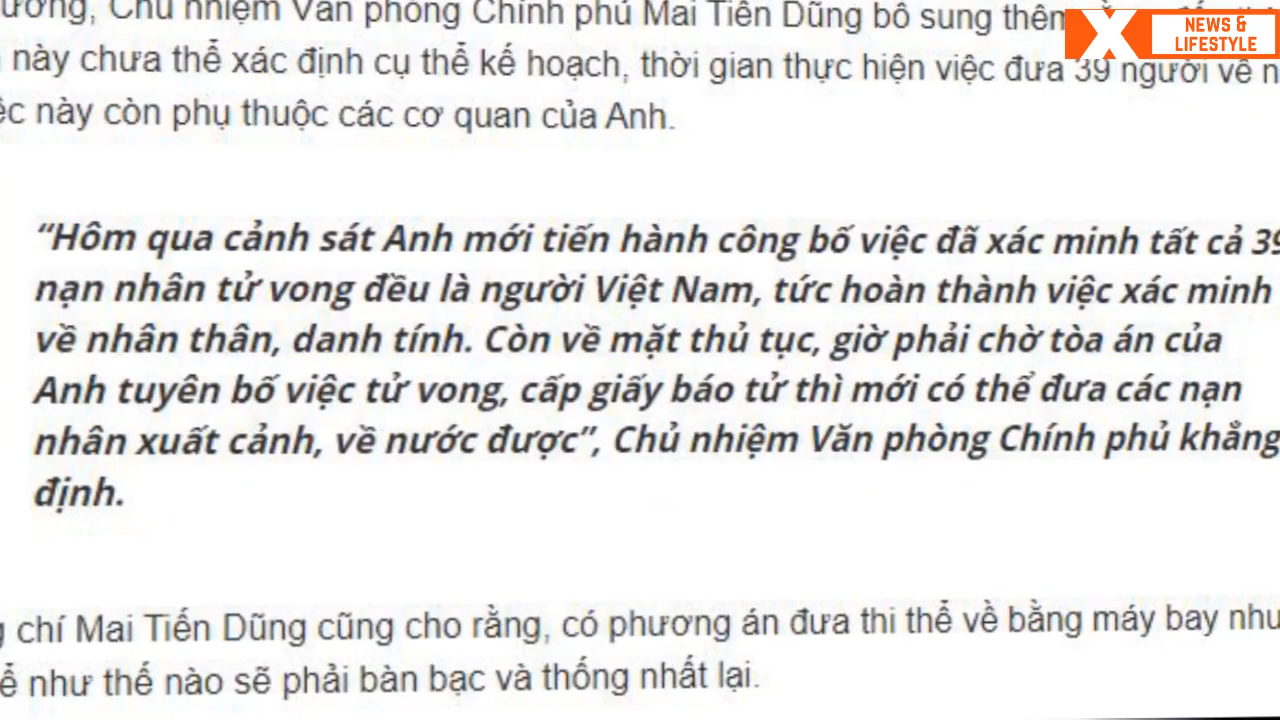 Chủ nhiệm Văn phòng Chính phủ Mai Tiến Dũng bổ sung thêm
NEWS &
LIFESTYLE
này chưa thể xác định cụ thể kế hoạch, thời gian thực hiện việc đưa 39 người về
này còn phụ thuộc các cơ quan của Anh.
“Hôm qua cảnh sát Anh mới tiến hành công bố việc đã xác minh tất cả 39
nạn nhân tử vong đều là người Việt Nam, tức hoàn thành việc xác minh
về nhân thân, danh tính. Còn về mặt thủ tục, giờ phải chờ tòa án của
Anh tuyên bố việc tử vong, cấp giấy báo tử thì mới có thể đưa các nạn
nhân xuất cảnh, về nước được”, Chủ nhiệm Văn phòng Chính phủ khẳng
định.
chí Mai Tiến Dũng cũng cho rằng, có phương án đưa thi thể về bằng máy bay
như thế nào sẽ phải bàn bạc và thống nhất lại.